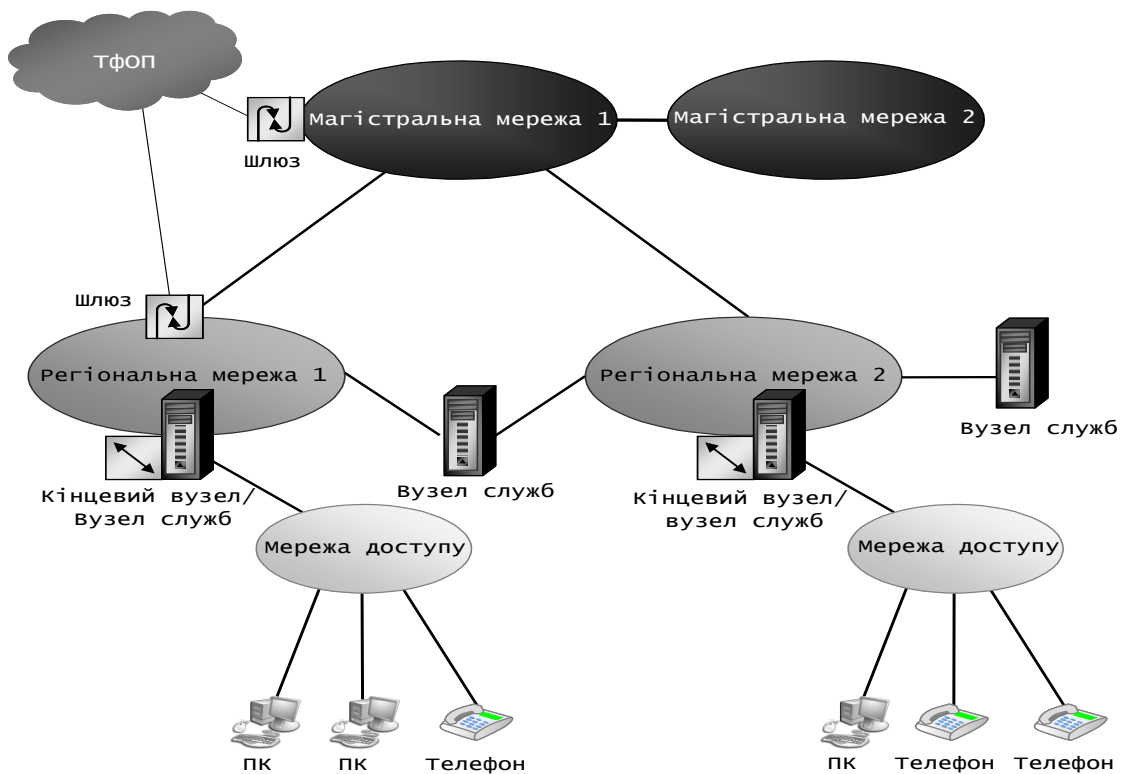 ТфОП
Магістральна мережа 1
Магістральна мережа 2
Шлюз
Шлюз
Регіональна мережа 1
Регіональна мережа 2
Вузел служб
Вузел служб
Кінцевий вузел/
Вузел служб
Кінцевий вузел/
вузел служб
Мережа доступу
Мережа доступу
ПК
ПК
Телефон
ПК
Телефон
Телефон